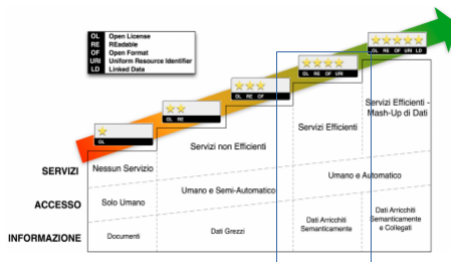 OL Open License
RE REadable
OF Open Format
URI Uniform Resource Identifier
LD Linked Data
OL
OL RE
OL RE OF
OL RE OF URI
OL RE OF URI LD
SERVIZI
Nessun Servizio
Servizi non Efficienti
Servizi Efficienti
Servizi Efficienti -
Mash-Up di Dati
ACCESSO
Solo Umano
Umano e Semi-Automatico
Umano e Automatico
INFORMAZIONE
Documenti
Dati Grezzi
Dati Arricchiti
Semanticamente
Dati Arricchiti
Semanticamente
e Collegati